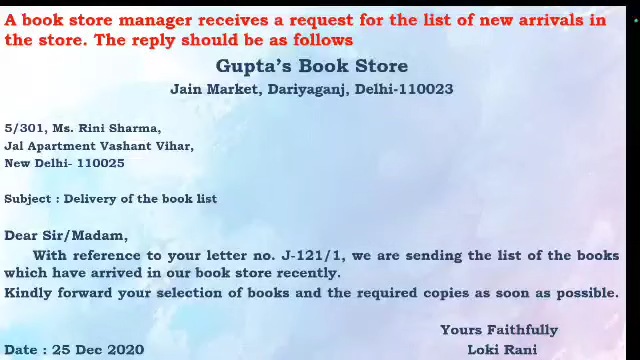 A book store manager receives a request for the list of new arrivals in
the store. The reply should be as follows
Gupta's Book Store
Jain Market, Dariyaganj, Delhi-110023
5/301, Ms. Rini Sharma,
Jal Apartment Vashant Vihar,
New Delhi- 110025
Subject : Delivery of the book list
Dear Sir/Madam,
With reference to your letter no. J-121/1, we are sending the list of the books
which have arrived in our book store recently.
Kindly forward your selection of books and the required copies as soon as possible.
Yours Faithfully
Date : 25 Dec 2020 Loki Rani